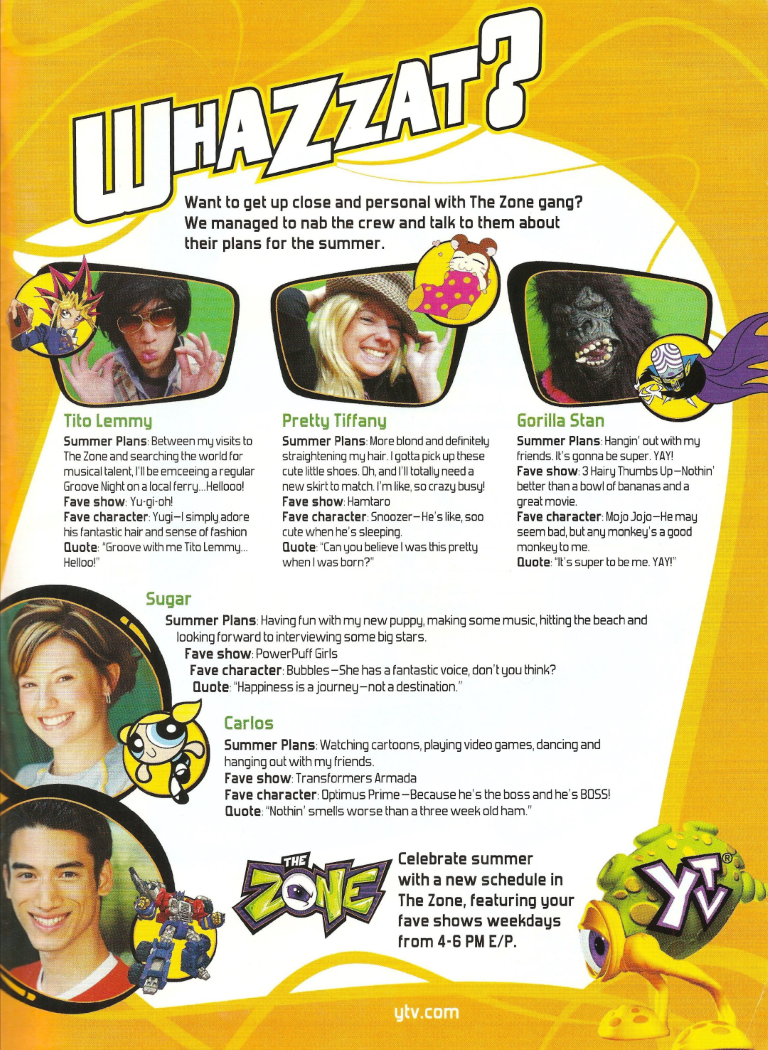 WHAZZAT?
Want to get up close and personal with The Zone gang?
We managed to nab the crew and talk to them about
their plans for the summer.
Tito Lemmy
Summer Plans: Between my visits to
The Zone and searching the world for
musical talent, I'll be emceeing a regular
Groove Night on a local ferry...Hellooo!
Fave show: Yu-gi-oh!
Fave character: Yugi—I simply adore
his fantastic hair and sense of fashion
Quote: "Groove with me Tito Lemmy...
Helloo!"
Pretty Tiffany
Summer Plans: More blond and definitely
straightening my hair. I gotta pick up these
cute little shoes. Oh, and I'll totally need a
new skirt to match. I'm like, so crazy busy!
Fave show: Hamtaro
Fave character: Snoozer—He's like, soo
cute when he's sleeping.
Quote: "Can you believe I was this pretty
when I was born?"
Gorilla Stan
Summer Plans: Hangin' out with my
friends. It's gonna be super. YAY!
Fave show: 3 Hairy Thumbs Up—Nothin'
better than a bowl of bananas and a
great movie.
Fave character: Mojo Jojo—He may
seem bad, but any monkey's a good
monkey to me.
Quote: "It's super to be me. YAY!"
Sugar
Summer Plans: Having fun with my new puppy, making some music, hitting the beach and
looking forward to interviewing some big stars.
Fave show: PowerPuff Girls
Fave character: Bubbles—She has a fantastic voice, don't you think?
Quote: "Happiness is a journey—not a destination."
Carlos
Summer Plans: Watching cartoons, playing video games, dancing and
hanging out with my friends.
Fave show: Transformers Armada
Fave character: Optimus Prime—Because he's the boss and he's BOSS!
Quote: "Nothin' smells worse than a three week old ham."
THE
ZONE
Celebrate summer
with a new schedule in
The Zone, featuring your
fave shows weekdays
from 4-6 PM E/P.
YTV®
ytv.com